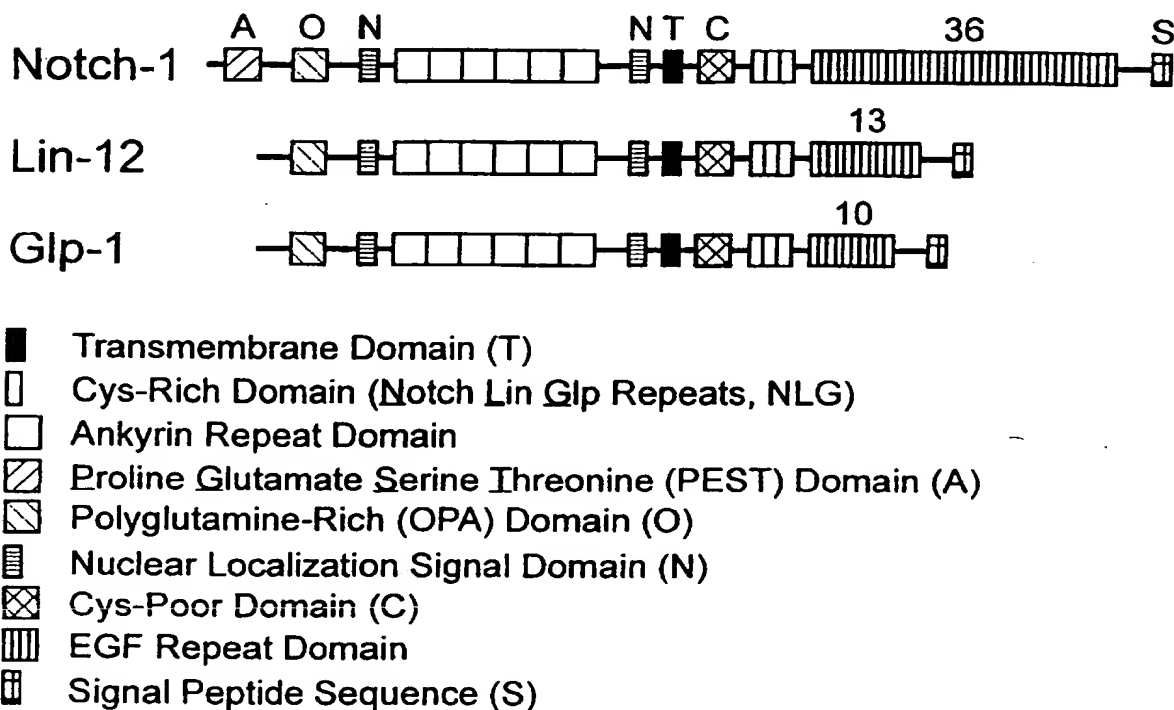 A O N N T C 36 S
Notch-1
13
Lin-12
10
Glp-1
Transmembrane Domain (T)
Cys-Rich Domain (Notch Lin Glp Repeats, NLG)
Ankyrin Repeat Domain
Proline Glutamate Serine Threonine (PEST) Domain (A)
Polyglutamine-Rich (OPA) Domain (O)
Nuclear Localization Signal Domain (N)
Cys-Poor Domain (C)
EGF Repeat Domain
Signal Peptide Sequence (S)